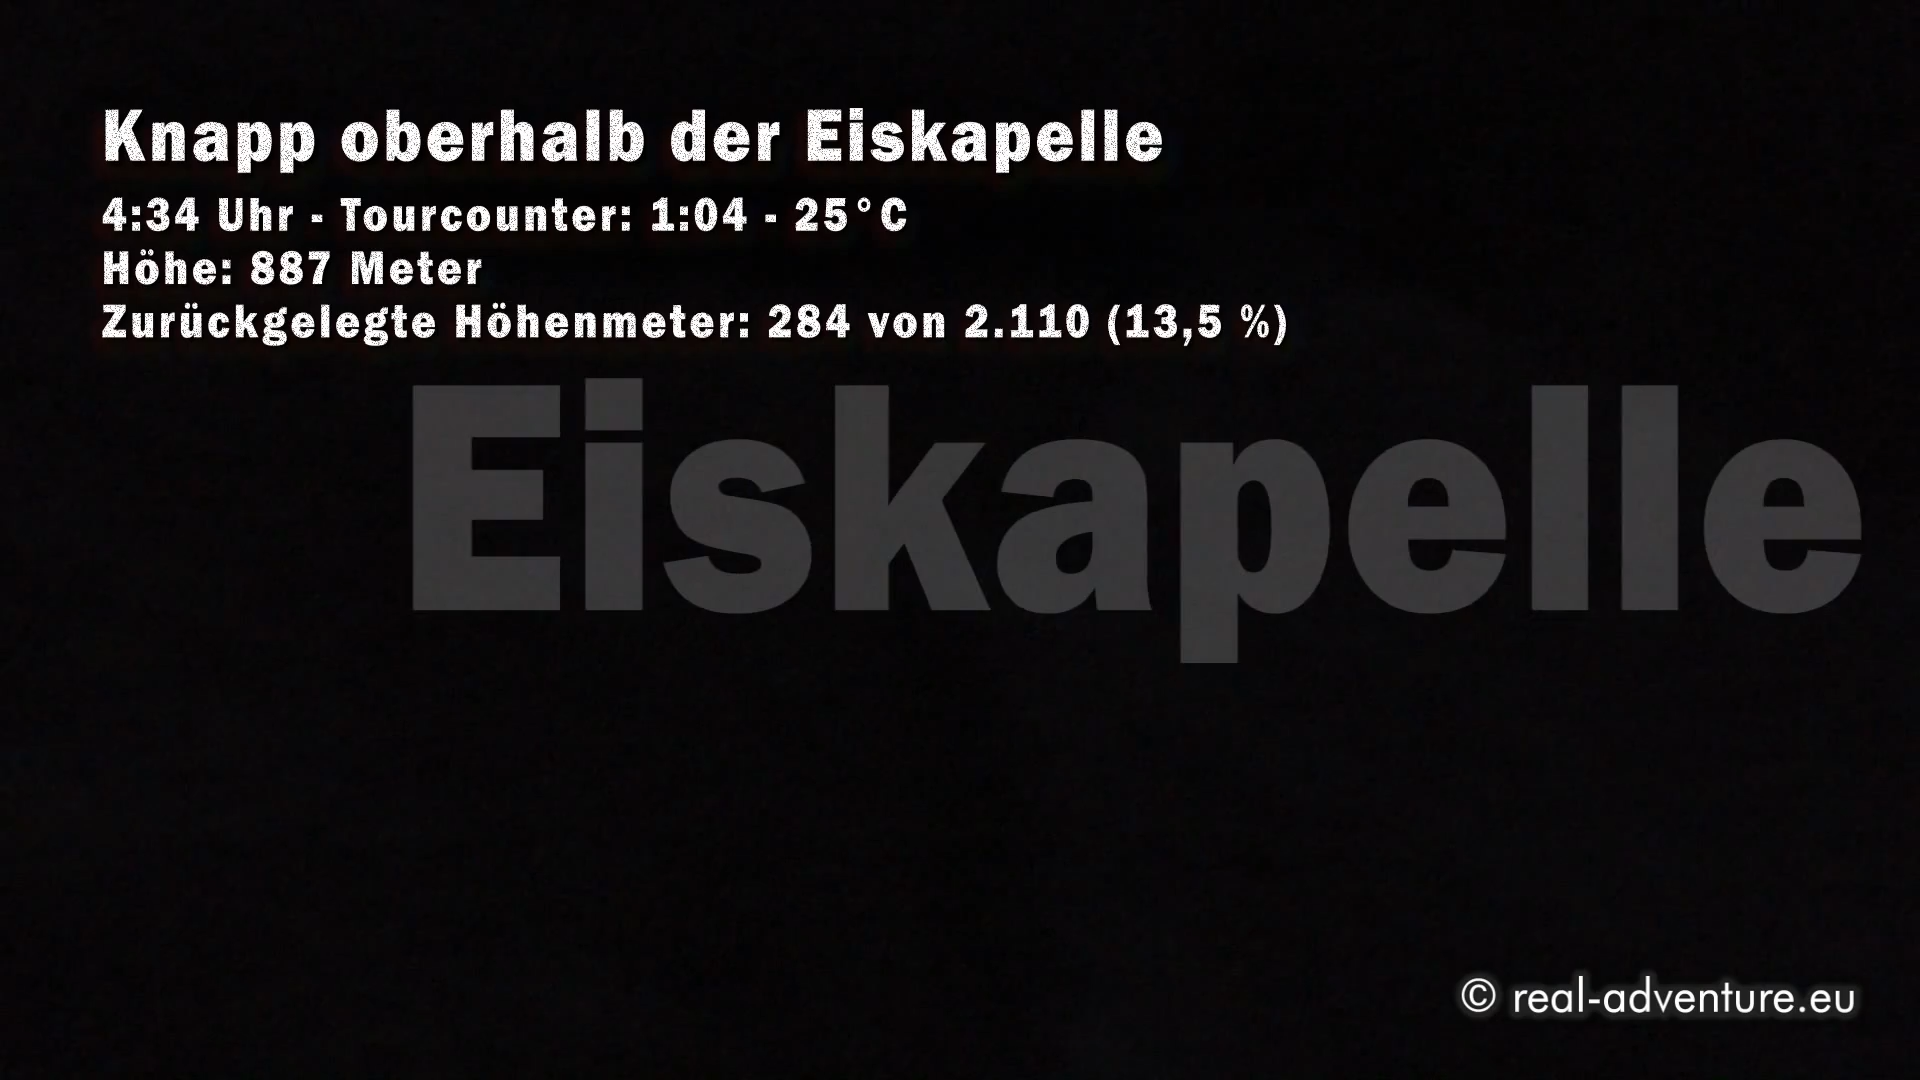 Knapp oberhalb der Eiskapelle
4:34 Uhr - Tourcounter: 1:04 - 25°C
Höhe: 887 Meter
Zurückgelegte Höhenmeter: 284 von 2.110 (13,5 %)
Eiskapelle
© real-adventure.eu